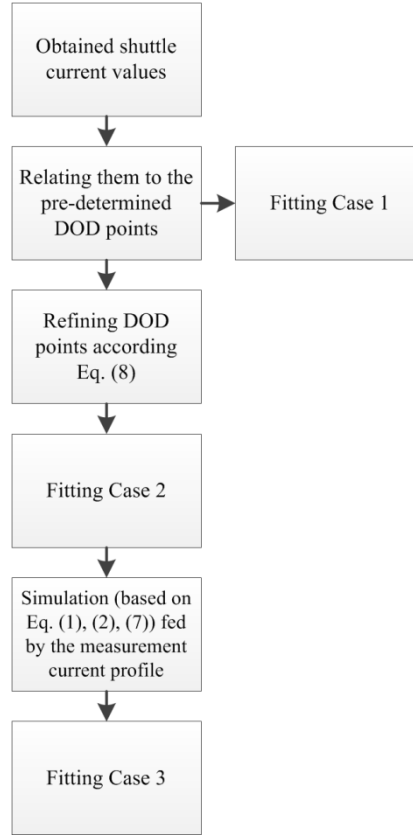 Obtained shuttle
current values
Relating them to the
pre-determined
DOD points
Fitting Case 1
Refining DOD
points according
Eq. (8)
Fitting Case 2
Simulation (based on
Eq. (1), (2), (7)) fed
by the measurement
current profile
Fitting Case 3